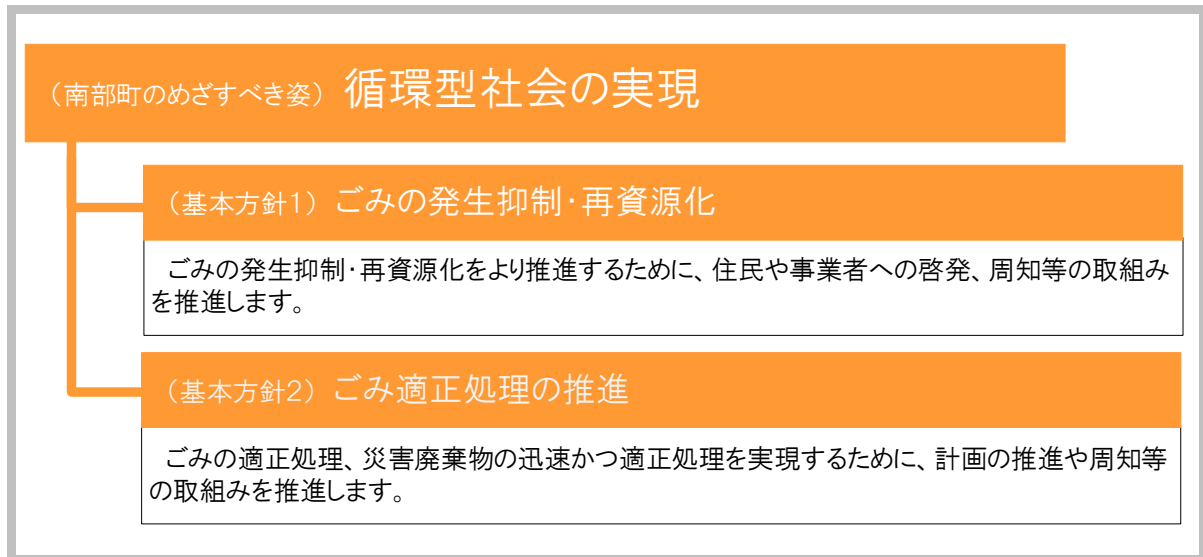 （南部町のめざすべき姿）循環型社会の実現
（基本方針１）ごみの発生抑制・再資源化
ごみの発生抑制・再資源化をより推進するために、住民や事業者への啓発、周知等の取組み
を推進します。
（基本方針２）ごみ適正処理の推進
ごみの適正処理、災害廃棄物の迅速かつ適正処理を実現するために、計画の推進や周知等
の取組みを推進します。